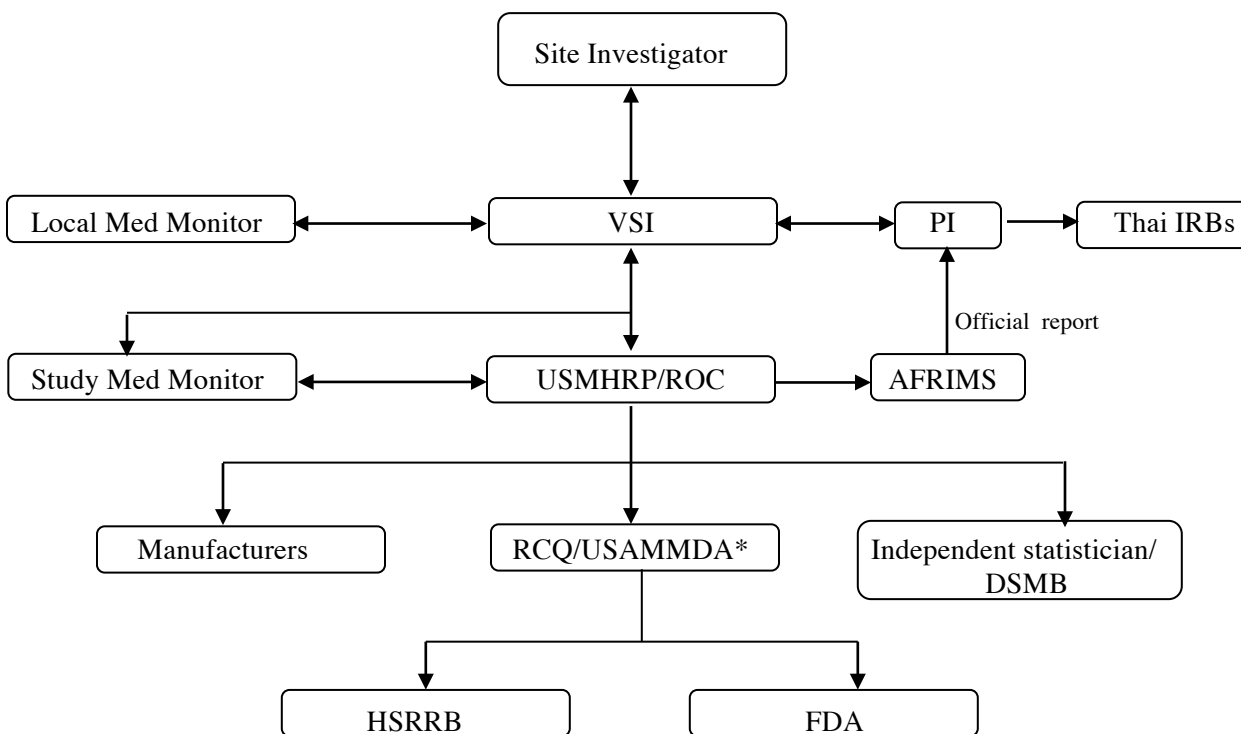 Site Investigator
Local Med Monitor
VSI
PI
Thai IRBs
Official report
Study Med Monitor
USMHRP/ROC
AFRIMS
Manufacturers
RCQ/USAMMDA*
Independent statistician/
DSMB
HSRRB
FDA